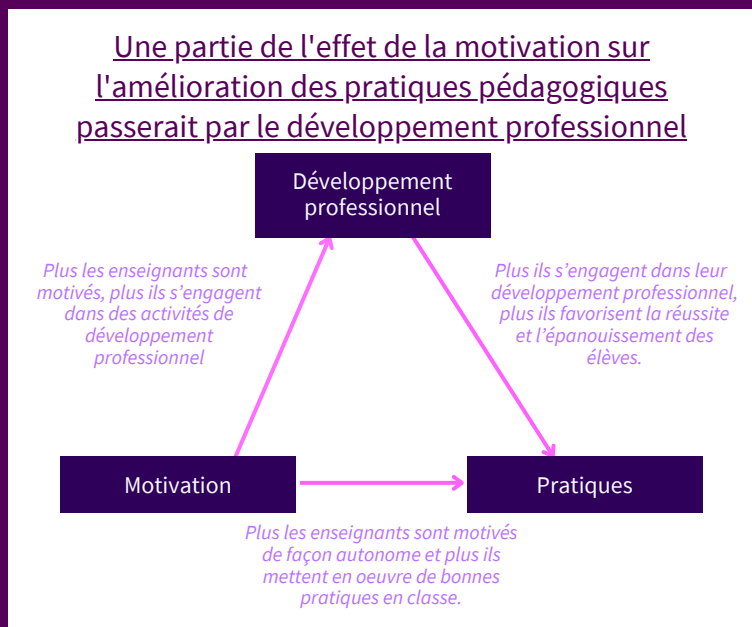 Une partie de l'effet de la motivation sur
l'amélioration des pratiques pédagogiques
passerait par le développement professionnel
Développement
professionnel
Plus les enseignants sont
motivés, plus ils s’engagent
dans des activités de
développement
professionnel
Plus ils s’engagent dans leur
développement professionnel,
plus ils favorisent la réussite
et l’épanouissement des
élèves.
Motivation
Pratiques
Plus les enseignants sont motivés
de façon autonome et plus ils
mettent en oeuvre de bonnes
pratiques en classe.